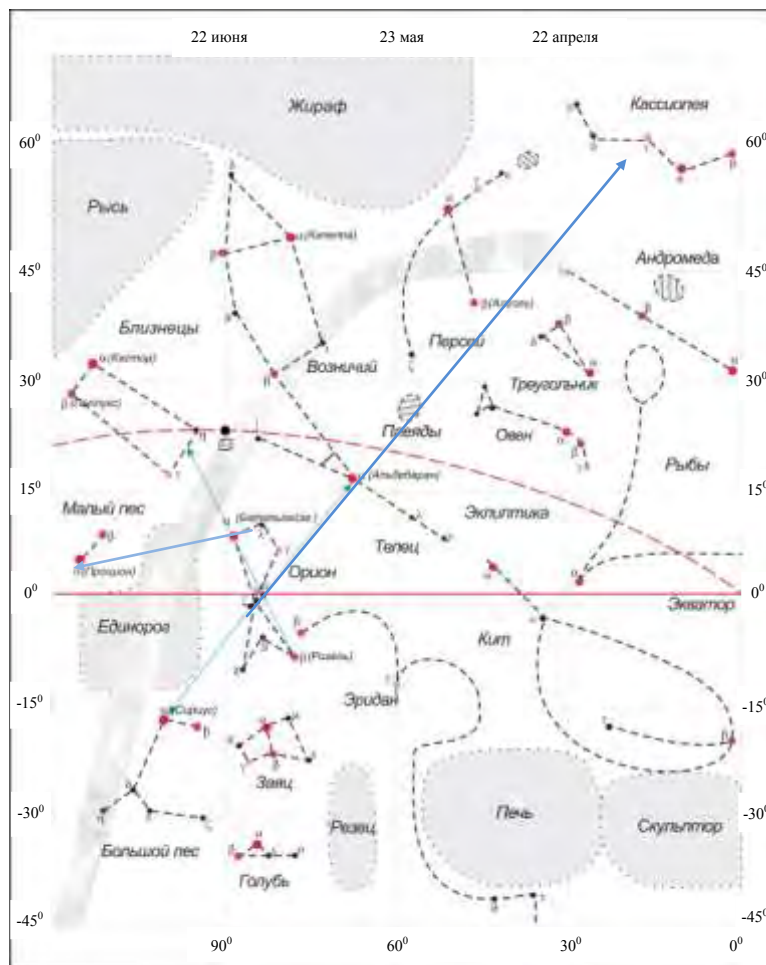 22 июня 23 мая 22 апреля
Кассиопея
Жираф
60⁰ 60⁰
Рысь
α(Капелла)
45⁰ 45⁰
Андромеда
β(Алголь)
Близнецы
α(Кастор) Возничий Персей
30⁰ 30⁰
Треугольник
Плеяды Овен
Рыбы
α(Альдебаран)
15⁰ 15⁰
Малый пес Эклиптика
(Бетельгейзе)
Телец
α(Процион) Орион
0⁰ 0⁰
Экватор
Единорог Кит
β(Ригель)
Эридан
-15⁰ -15⁰
α(Сириус)
Заяц
-30⁰ -30⁰
Резец Печь Скульптор
Большой пес
Голубь
-45⁰ -45⁰
90⁰ 60⁰ 30⁰ 0⁰